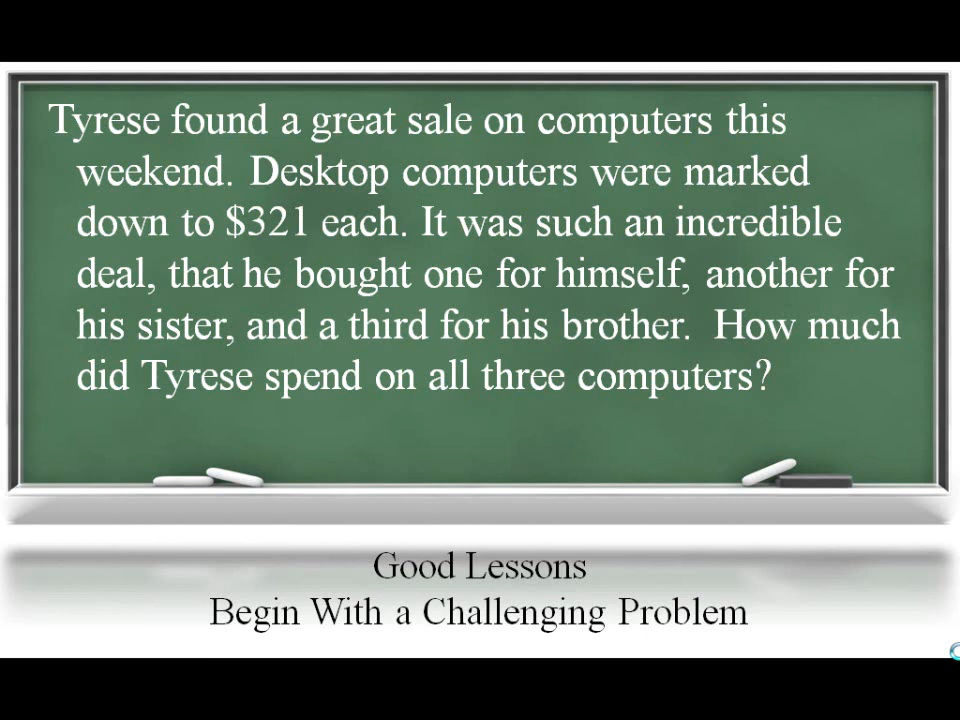 Tyrese found a great sale on computers this
weekend. Desktop computers were marked
down to $321 each. It was such an incredible
deal, that he bought one for himself, another for
his sister, and a third for his brother.  How much
did Tyrese spend on all three computers?
Good Lessons
Begin With a Challenging Problem